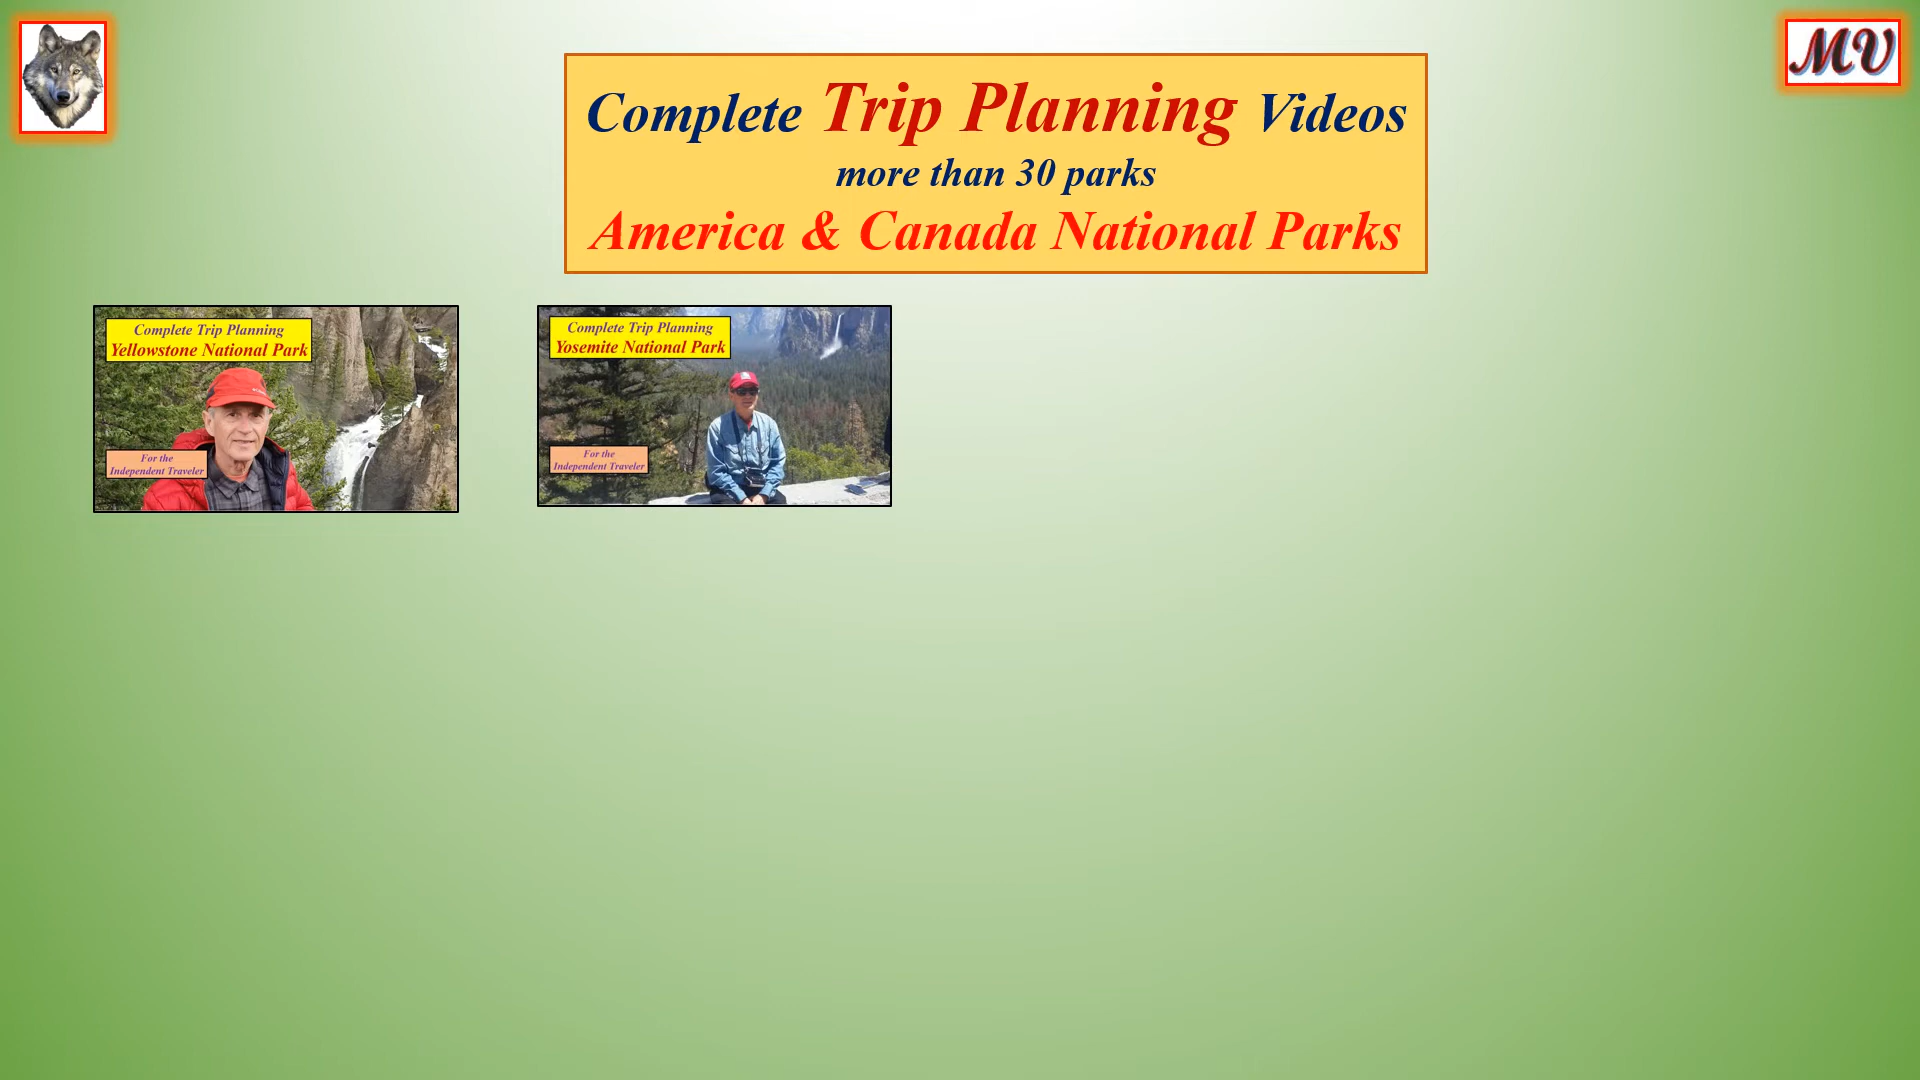 MV
Complete Trip Planning Videos
more than 30 parks
America & Canada National Parks
Complete Trip Planning
Yellowstone National Park
For the
Independent Traveler
Complete Trip Planning
Yosemite National Park
For the
Independent Traveler